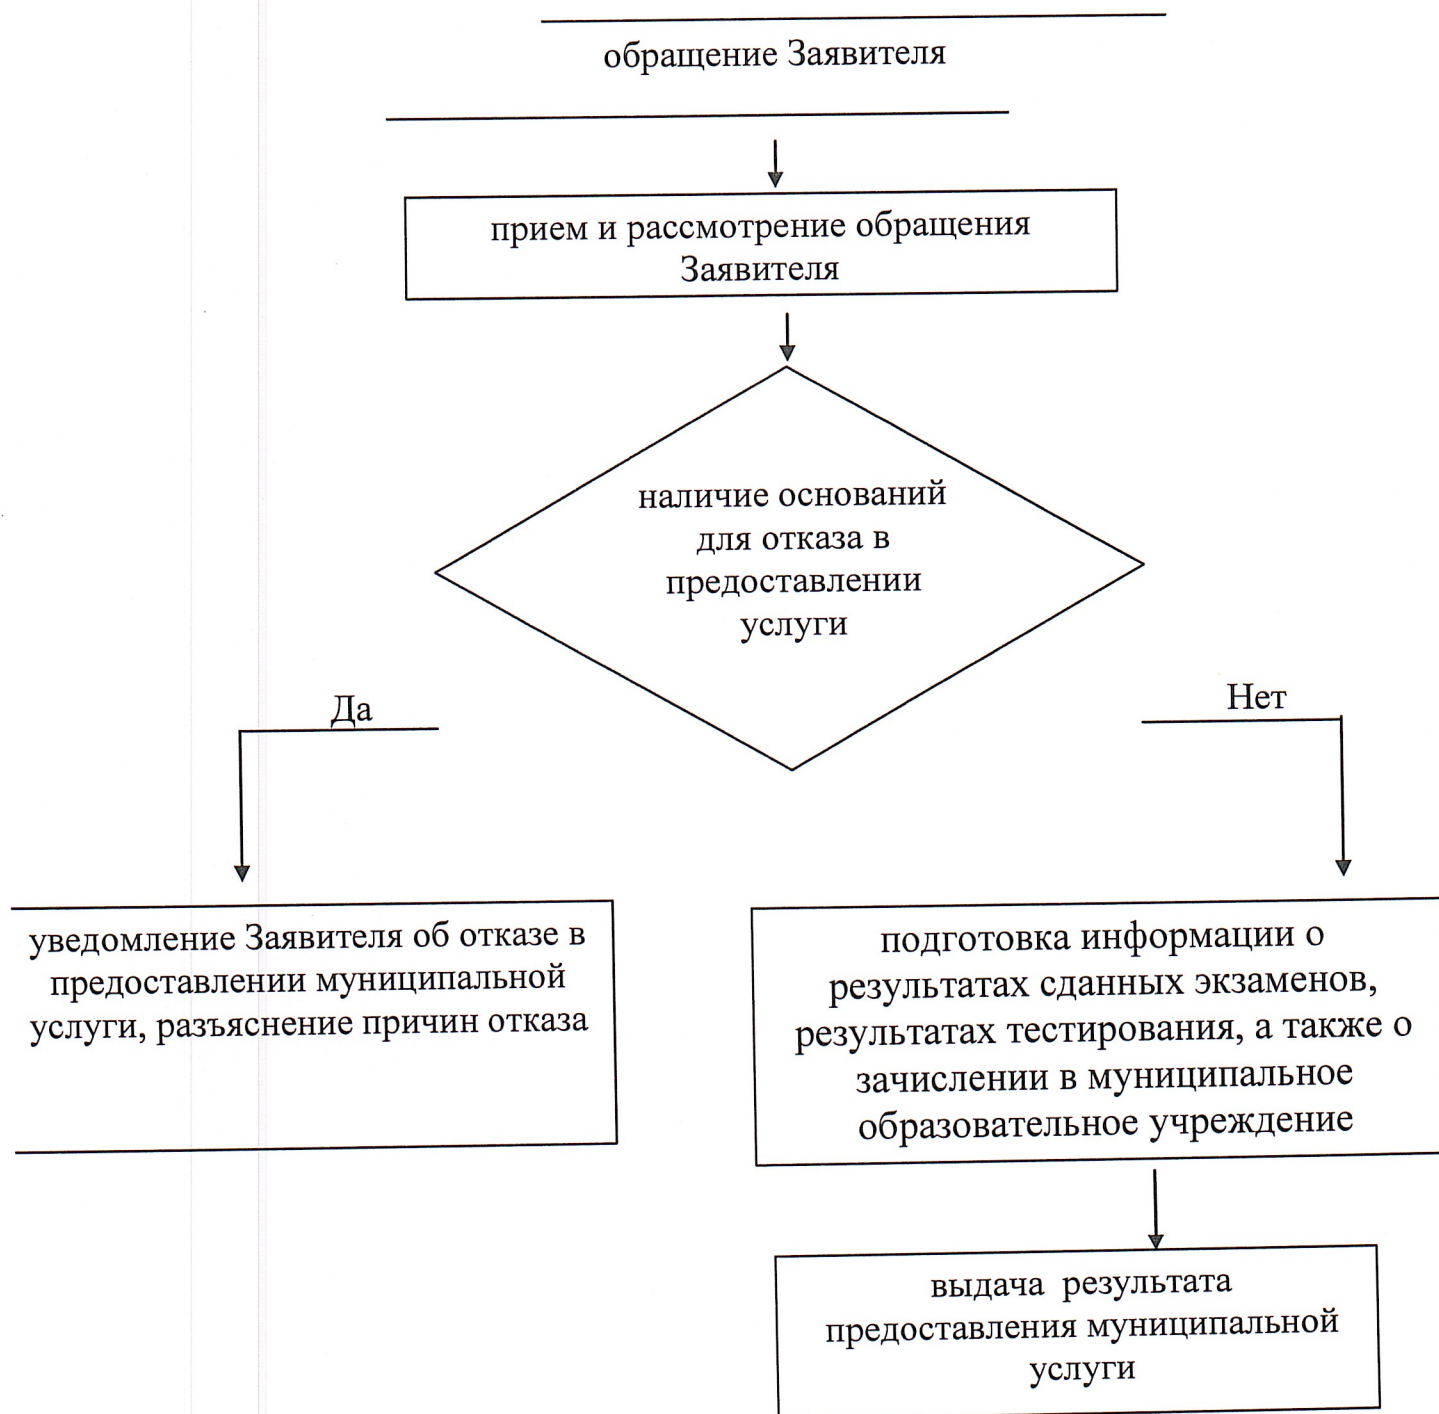 обращение Заявителя
прием и рассмотрение обращения
Заявителя
наличие оснований
для отказа в
предоставлении
услуги
Да
Нет
уведомление Заявителя об отказе в
предоставлении муниципальной
услуги, разъяснение причин отказа
подготовка информации о
результатах сданных экзаменов,
результатах тестирования, а также о
зачислении в муниципальное
образовательное учреждение
выдача результата
предоставления муниципальной
услуги